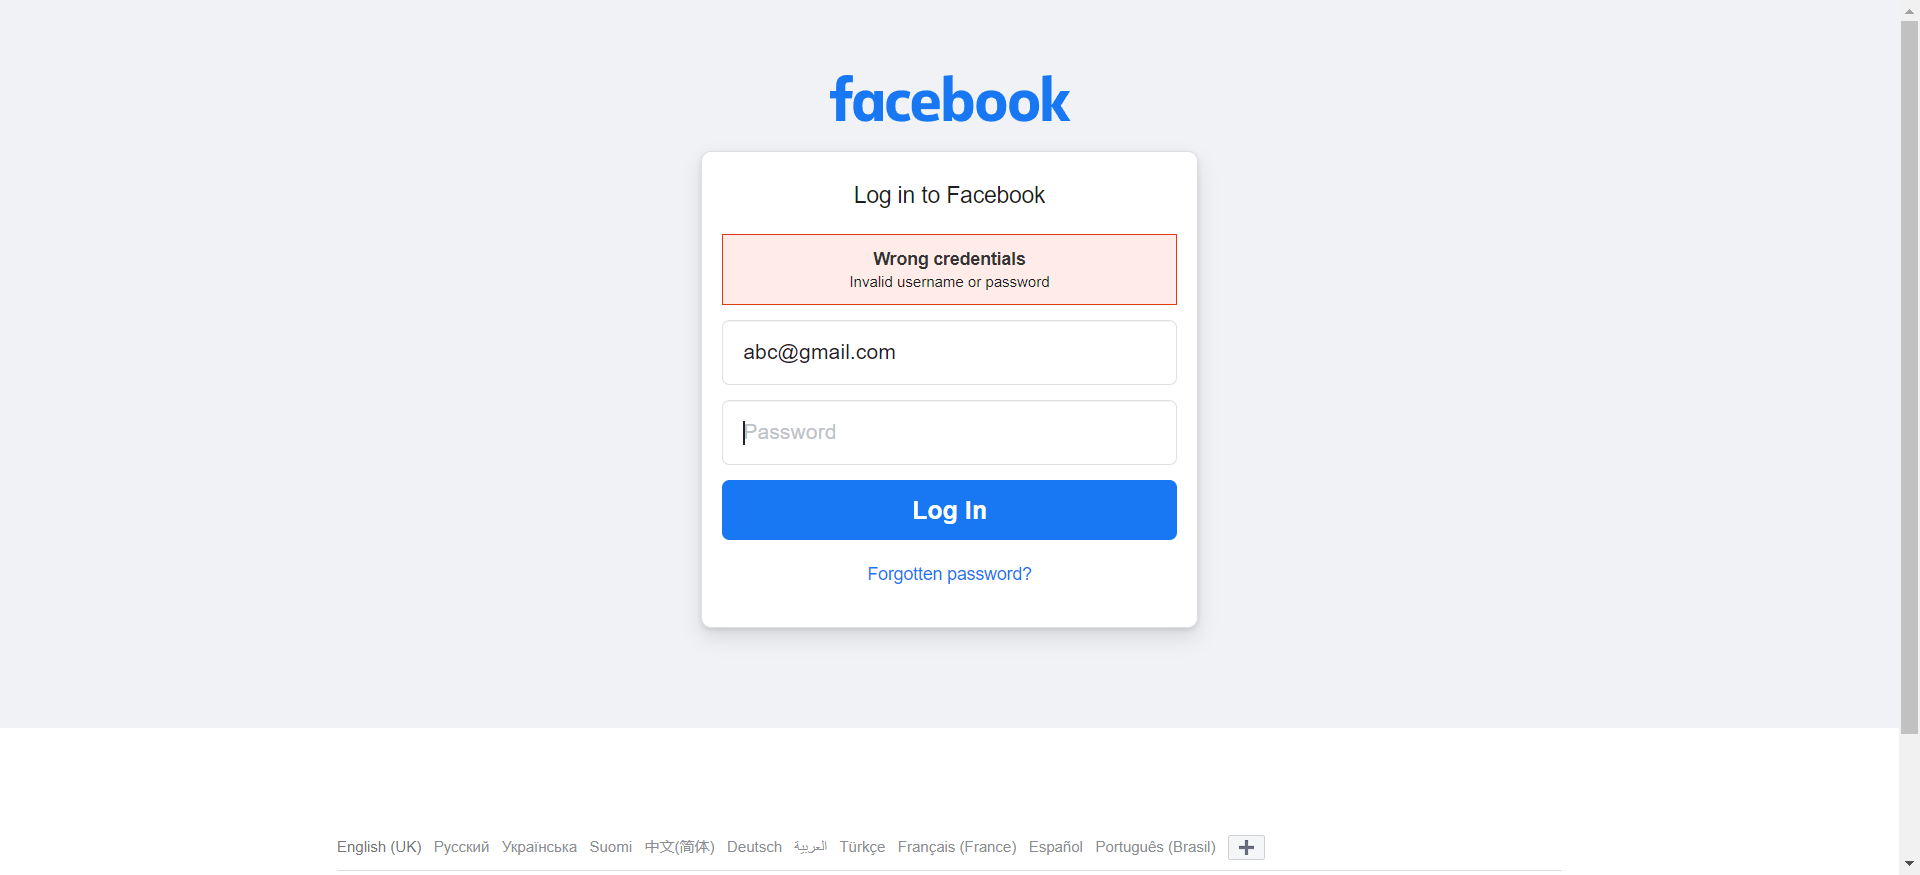 facebook
Log in to Facebook
Wrong credentials
Invalid username or password
abc@gmail.com
Password
Log In
Forgotten password?
English (UK) Русский Українська Suomi 中文(简体) Deutsch العربية Türkçe Français (France) Español Português (Brasil)